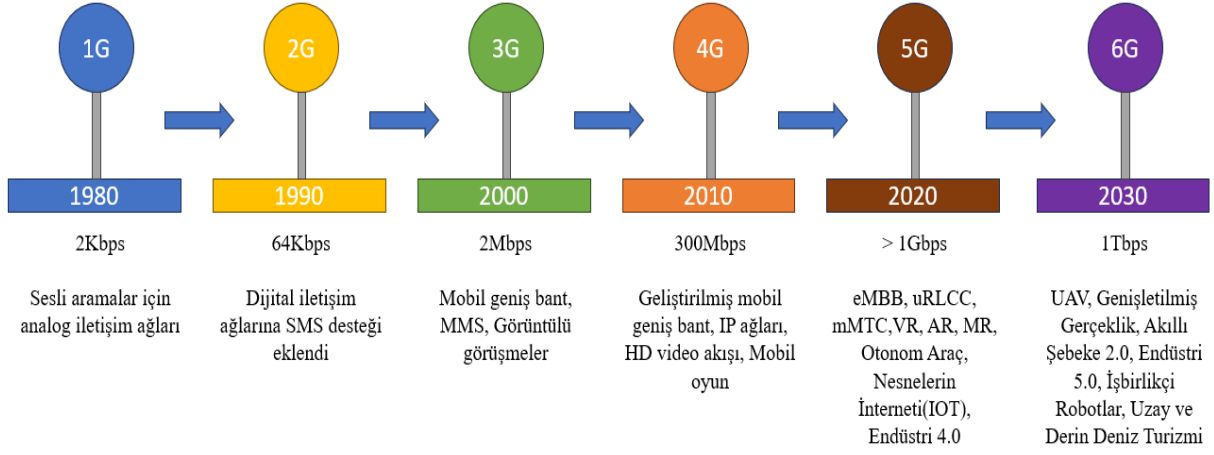 1G
2G
3G
4G
5G
6G
1980
1990
2000
2010
2020
2030
2Kbps
64Kbps
2Mbps
300Mbps
> 1Gbps
1Tbps
Sesli aramalar için
analog iletişim ağları
Dijital iletişim
ağlarına SMS desteği
eklendi
Mobil geniş bant,
MMS, Görüntülü
görüşmeler
Geliştirilmiş mobil
geniş bant, IP ağları,
HD video akışı, Mobil
oyun
eMBB, uRLCC,
mMTC,VR, AR, MR,
Otonom Araç,
Nesnelerin
İnterneti(IOT),
Endüstri 4.0
UAV, Genişletilmiş
Gerçeklik, Akıllı
Şebeke 2.0, Endüstri
5.0, İşbirlikçi
Robotlar, Uzay ve
Derin Deniz Turizmi